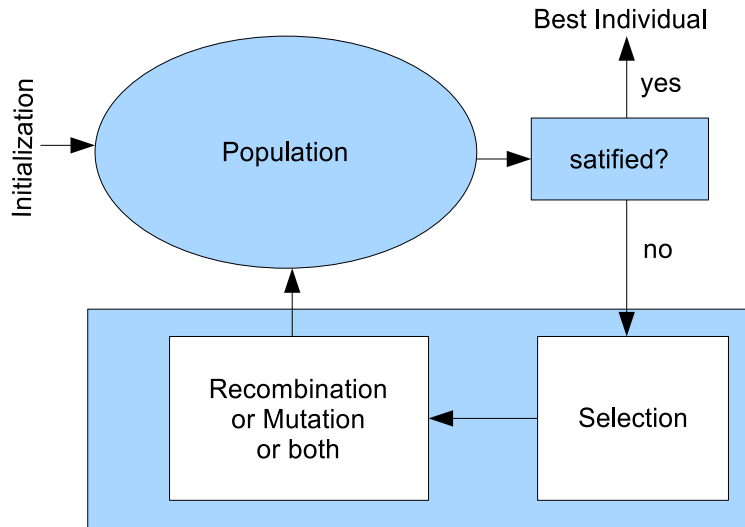 Best Individual
yes
Initialization
Population
satified?
no
Recombination
or Mutation
or both
Selection